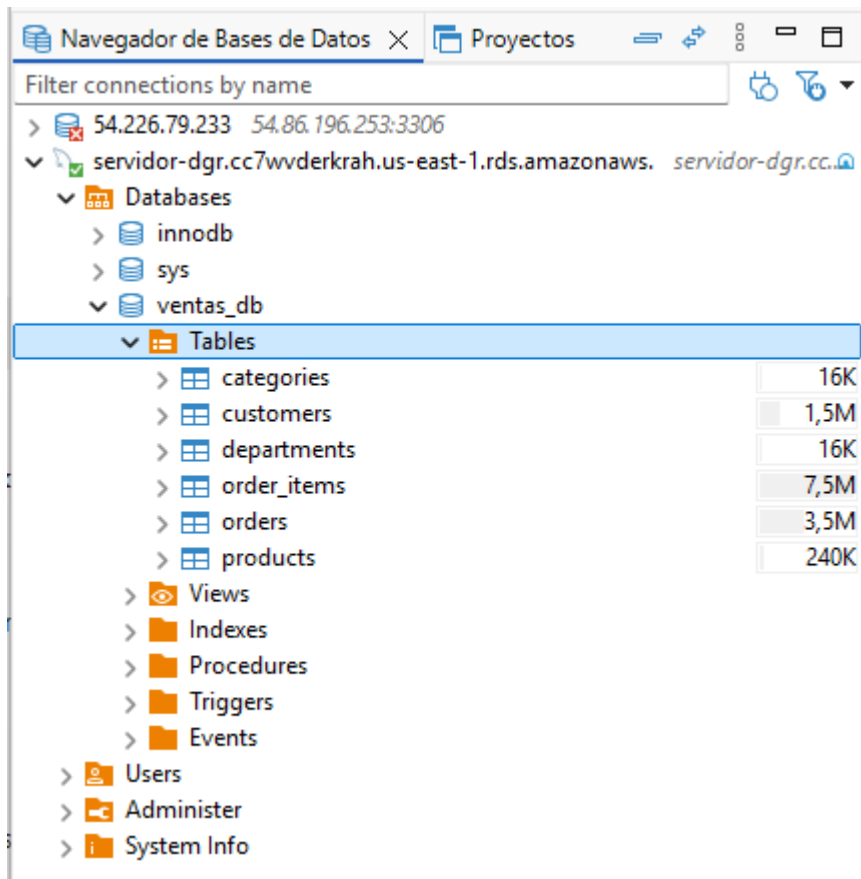 Navegador de Bases de Datos Proyectos
Filter connections by name
54.226.79.233 54.86.196.253:3306
servidor-dgr.cc7wvderkrah.us-east-1.rds.amazonaws. servidor-dgr.cc...
Databases
innodb
sys
ventas_db
Tables
categories 16K
customers 1,5M
departments 16K
order_items 7,5M
orders 3,5M
products 240K
Views
Indexes
Procedures
Triggers
Events
Users
Administer
System Info